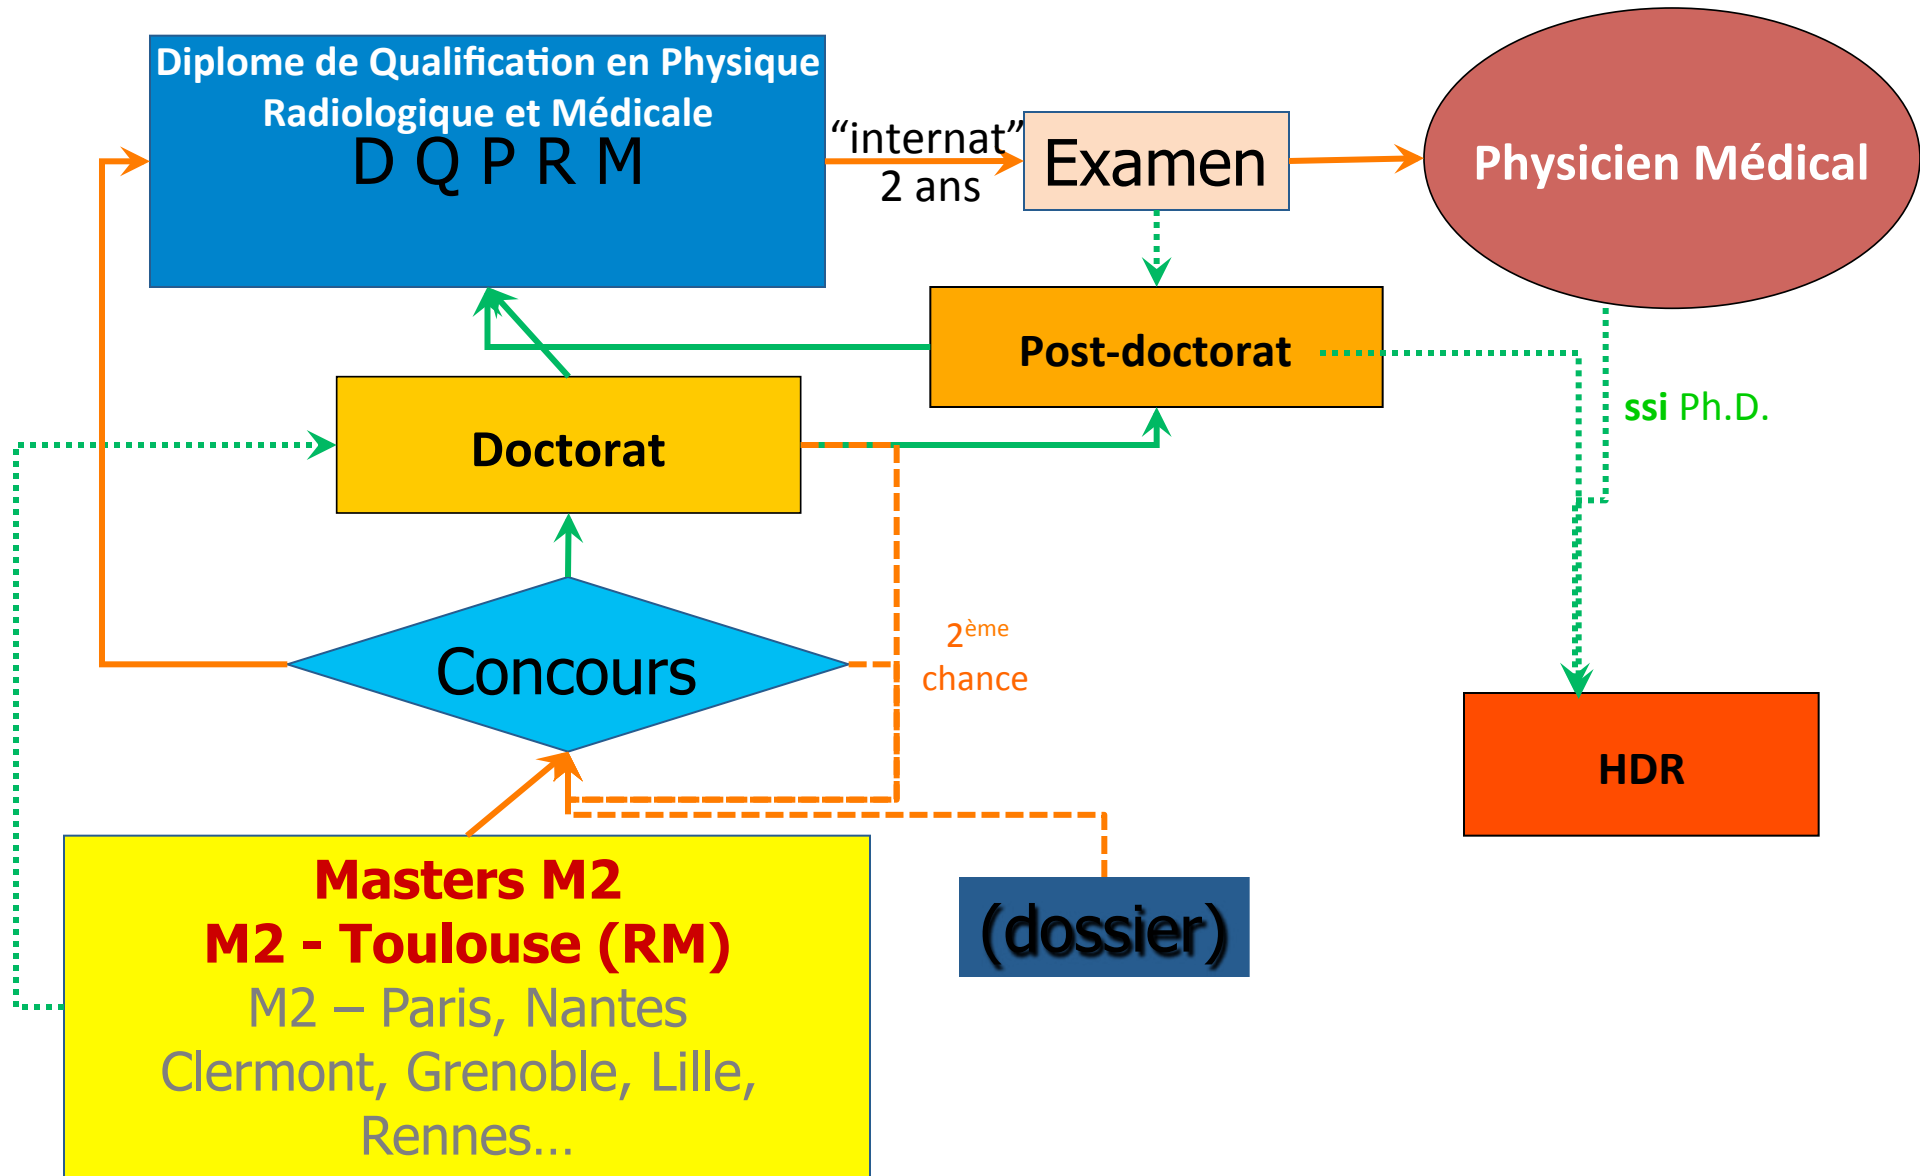 Diplome de Qualification en Physique
Radiologique et Médicale
D Q P R M
“internat”
2 ans
Examen
Physicien Médical
Post-doctorat
ssi Ph.D.
Doctorat
Concours
2ème
chance
HDR
Masters M2
M2 - Toulouse (RM)
M2 – Paris, Nantes
Clermont, Grenoble, Lille,
Rennes…
(dossier)